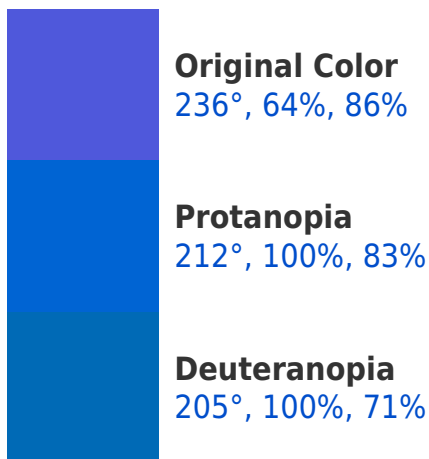 Original Color
236°, 64%, 86%
Protanopia
212°, 100%, 83%
Deuteranopia
205°, 100%, 71%